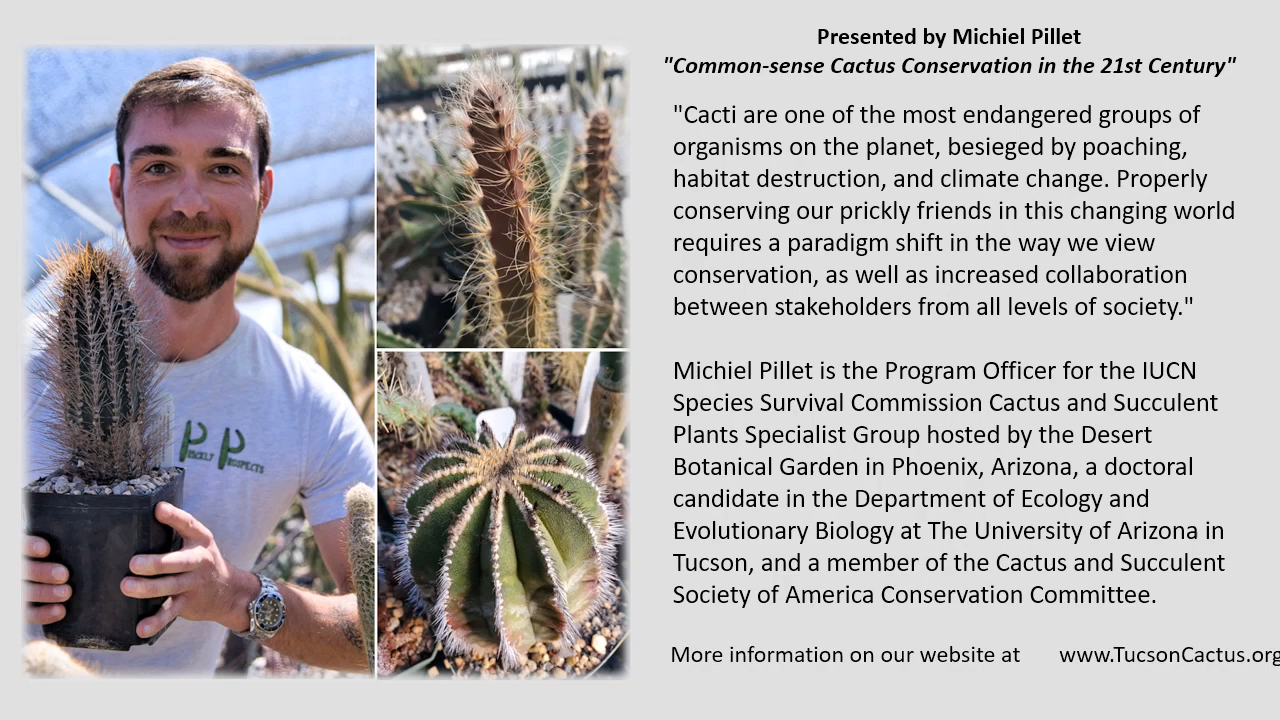 Presented by Michiel Pillet
"Common-sense Cactus Conservation in the 21st Century"
"Cacti are one of the most endangered groups of
organisms on the planet, besieged by poaching,
habitat destruction, and climate change. Properly
conserving our prickly friends in this changing world
requires a paradigm shift in the way we view
conservation, as well as increased collaboration
between stakeholders from all levels of society."
Michiel Pillet is the Program Officer for the IUCN
Species Survival Commission Cactus and Succulent
Plants Specialist Group hosted by the Desert
Botanical Garden in Phoenix, Arizona, a doctoral
candidate in the Department of Ecology and
Evolutionary Biology at The University of Arizona in
Tucson, and a member of the Cactus and Succulent
Society of America Conservation Committee.
More information on our website at www.TucsonCactus.org
PRICKLY PROSPECTS